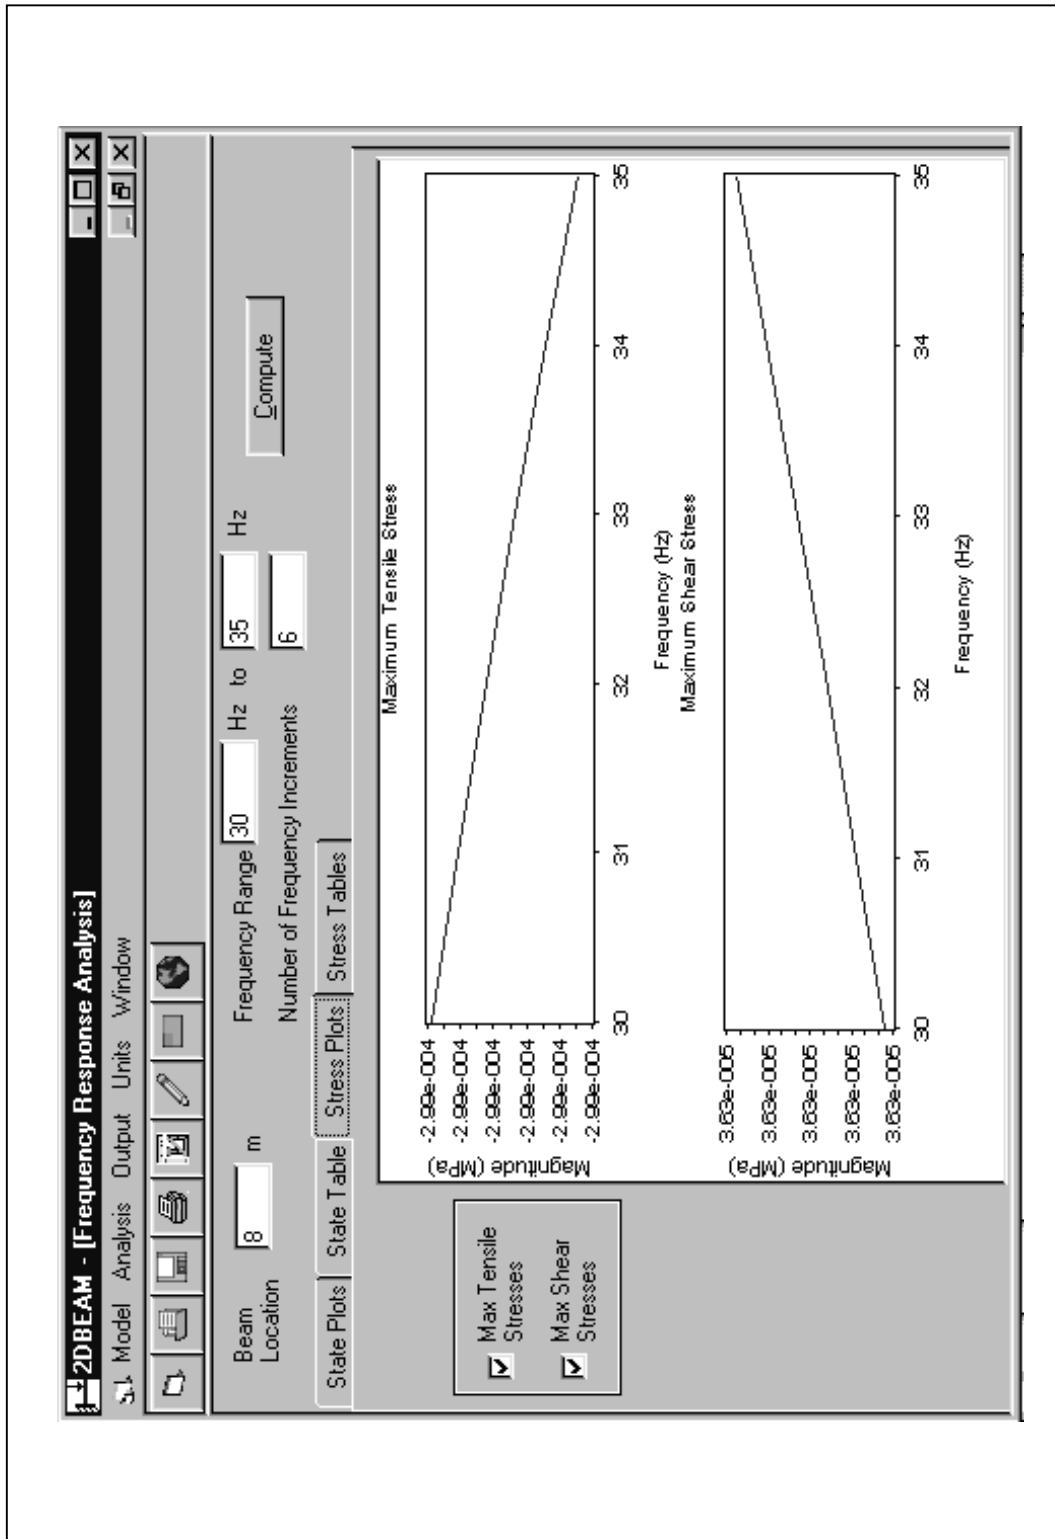 2DBEAM - [Frequency Response Analysis]
Model Analysis Output Units Window
Beam Location 8 m
Frequency Range 30 Hz to 35 Hz
Number of Frequency Increments 6
Compute
State Plots State Table Stress Plots Stress Tables
Max Tensile Stresses
Max Shear Stresses
Maximum Tensile Stress
Magnitude (MPa)
-2.99e-004
-2.99e-004
-2.99e-004
-2.99e-004
-2.99e-004
-2.99e-004
30 31 32 33 34 35
Frequency (Hz)
Maximum Shear Stress
Magnitude (MPa)
3.63e-005
3.63e-005
3.63e-005
3.63e-005
3.63e-005
30 31 32 33 34 35
Frequency (Hz)